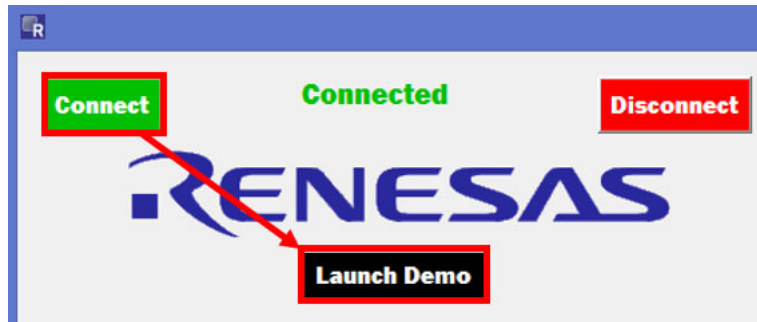 R
Connect
Connected
Disconnect
RENESAS
Launch Demo